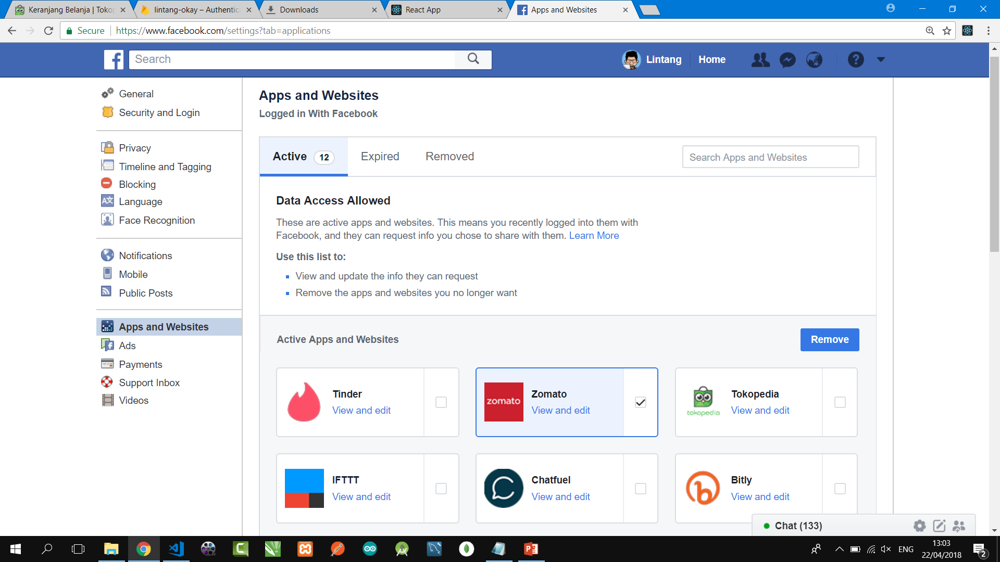 Keranjang Belanja | Toko
lintang-okay – Authentic
Downloads
React App
Apps and Websites
Secure
https://www.facebook.com/settings?tab=applications
Search
Lintang
Home
General
Security and Login
Privacy
Timeline and Tagging
Blocking
Language
Face Recognition
Notifications
Mobile
Public Posts
Apps and Websites
Ads
Payments
Support Inbox
Videos
Apps and Websites
Logged in With Facebook
Active 12
Expired
Removed
Search Apps and Websites
Data Access Allowed
These are active apps and websites. This means you recently logged into them with
Facebook, and they can request info you chose to share with them. Learn More
Use this list to:
View and update the info they can request
Remove the apps and websites you no longer want
Active Apps and Websites
Remove
Tinder
View and edit
zomato
Zomato
View and edit
tokopedia
Tokopedia
View and edit
IFTTT
View and edit
Chatfuel
View and edit
Bitly
View and edit
Chat (133)
ENG
13:03
22/04/2018
2